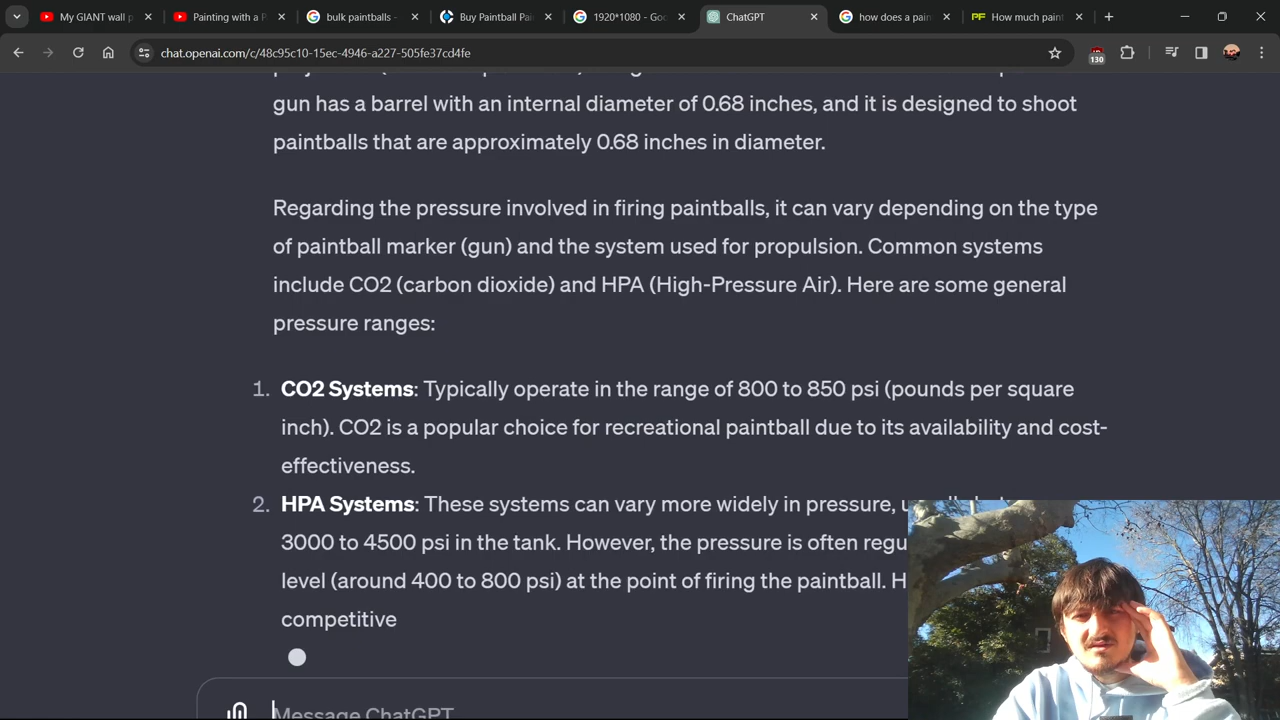 My GIANT wall p
Painting with a P
bulk paintballs -
Buy Paintball Pai
1920*1080 - Goo
ChatGPT
how does a pain
PF How much paint
chat.openai.com/c/48c95c10-15ec-4946-a227-505fe37cd4fe
130
gun has a barrel with an internal diameter of 0.68 inches, and it is designed to shoot
paintballs that are approximately 0.68 inches in diameter.
Regarding the pressure involved in firing paintballs, it can vary depending on the type
of paintball marker (gun) and the system used for propulsion. Common systems
include CO2 (carbon dioxide) and HPA (High-Pressure Air). Here are some general
pressure ranges:
1. CO2 Systems: Typically operate in the range of 800 to 850 psi (pounds per square
inch). CO2 is a popular choice for recreational paintball due to its availability and cost-
effectiveness.
2. HPA Systems: These systems can vary more widely in pressure,
3000 to 4500 psi in the tank. However, the pressure is often regu
level (around 400 to 800 psi) at the point of firing the paintball. H
competitive
Message ChatGPT